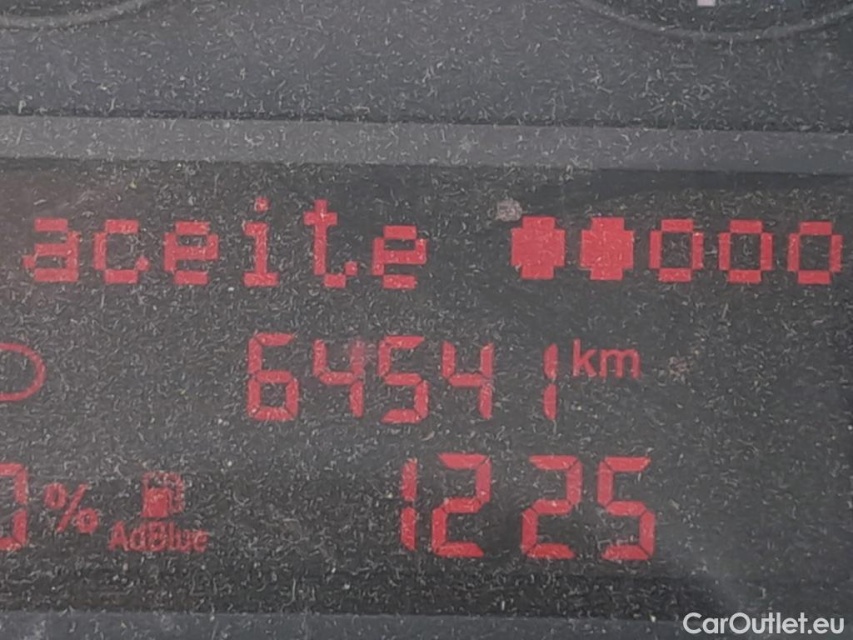 aceite ●●○○○
64541 km
% AdBlue 1225
CarOutlet.eu